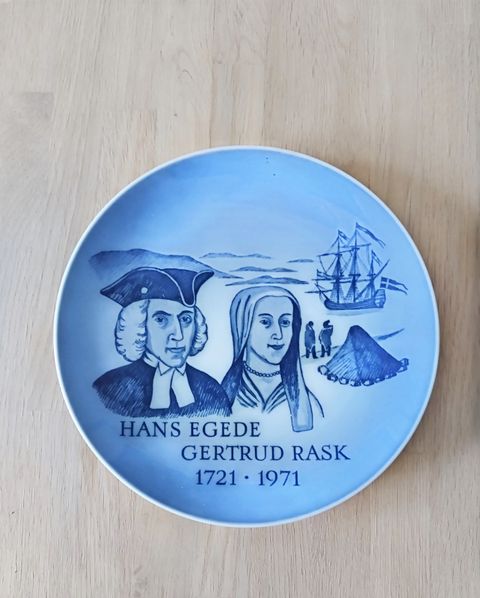 HANS EGEDE
GERTRUD RASK
1721 · 1971